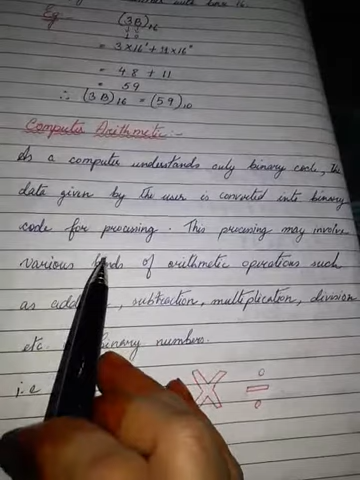 Eg
(3B)16
1 0
= 3×16¹ + 11×16⁰
= 48 + 11
= 59
∴ (3B)16 = (59)10
Computer Arithmetic :-
As a computer understands only binary code, the
data given by the user is converted into binary
code for processing. This processing may involve
various kinds of arithmetic operations such
as , subtraction, multiplication, division
etc. binary numbers.
i.e × ÷